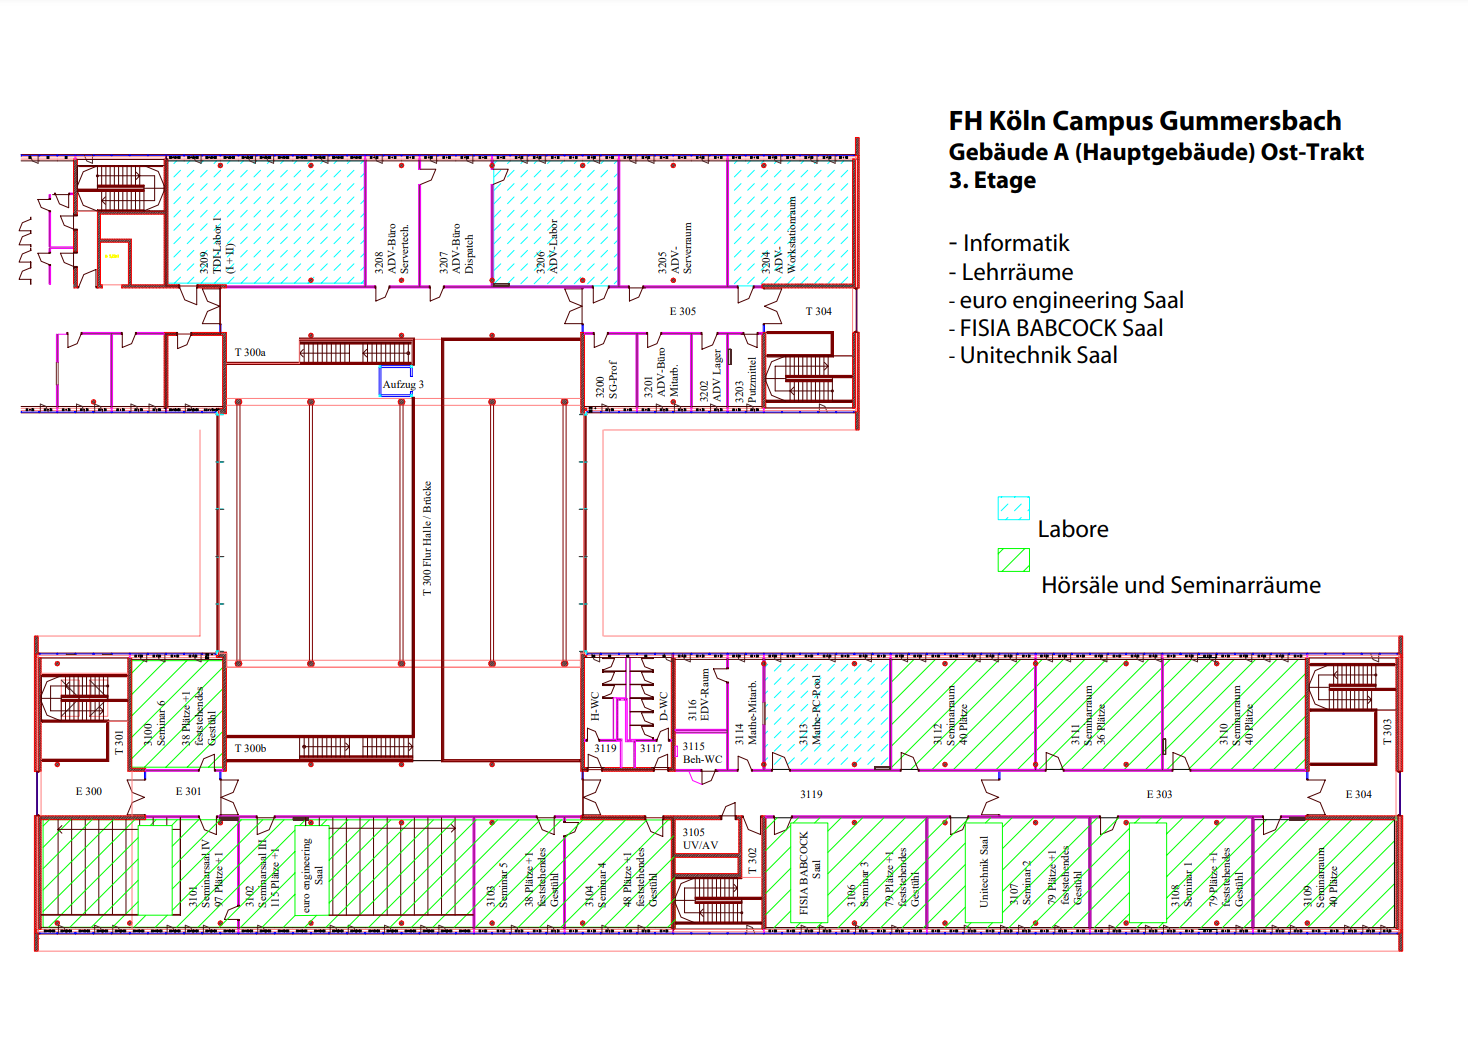 FH Köln Campus Gummersbach
Gebäude A (Hauptgebäude) Ost-Trakt
3. Etage
- Informatik
- Lehrräume
- euro engineering Saal
- FISIA BABCOCK Saal
- Unitechnik Saal
Labore
Hörsäle und Seminarräume
3209
TDI-Labor. 1
(I + II)
3208
ADV-Büro
Servertech.
3207
ADV-Büro
Dispatch
3206
ADV-Labor
3205
ADV-
Serverraum
3204
ADV-
Workstationraum
E 305
T 304
T 300a
Aufzug 3
3200
SG-Prof
3201
ADV-Büro
Mitarb.
3202
ADV Lager
3203
Putzmittel
T 300 Flur Halle / Brücke
T 301
3100
Seminar 6
38 Plätze +1
feststehendes
Gestühl
T 300b
H-WC
D-WC
3119
3117
3116
EDV-Raum
3115
Beh-WC
3114
Mathe-Mitarb.
3113
Mathe-PC-Pool
3112
Seminarraum
40 Plätze
3111
Seminarraum
36 Plätze
3110
Seminarraum
40 Plätze
T 303
E 300
E 301
3119
E 303
E 304
3101
Seminarsaal IV
97 Plätze +1
3102
Seminarsaal III
115 Plätze +1
euro engineering
Saal
3103
Seminar 5
38 Plätze +1
feststehendes
Gestühl
3104
Seminar 4
48 Plätze +1
feststehendes
Gestühl
3105
UV/AV
T 302
FISIA BABCOCK
Saal
3106
Seminar 3
79 Plätze +1
feststehendes
Gestühl
Unitechnik Saal
3107
Seminar 2
79 Plätze +1
feststehendes
Gestühl
3108
Seminar 1
79 Plätze +1
feststehendes
Gestühl
3109
Seminarraum
40 Plätze